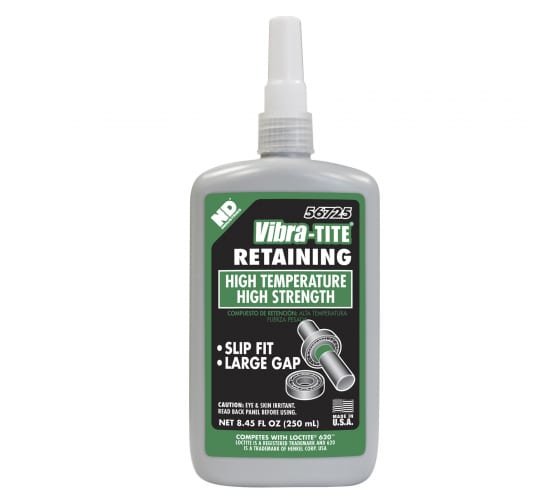 ND
56725
Vibra-TITE®
RETAINING
HIGH TEMPERATURE
HIGH STRENGTH
COMPUESTO DE RETENCIÓN: ALTA TEMPERATURA
FUERZA PESADA
• SLIP FIT
• LARGE GAP
CAUTION: EYE & SKIN IRRITANT.
READ BACK PANEL BEFORE USING.
MADE IN
U.S.A.
NET 8.45 FL OZ (250 mL)
COMPETES WITH LOCTITE® 620™
LOCTITE IS A REGISTERED TRADEMARK AND 620
IS A TRADEMARK OF HENKEL CORP. USA